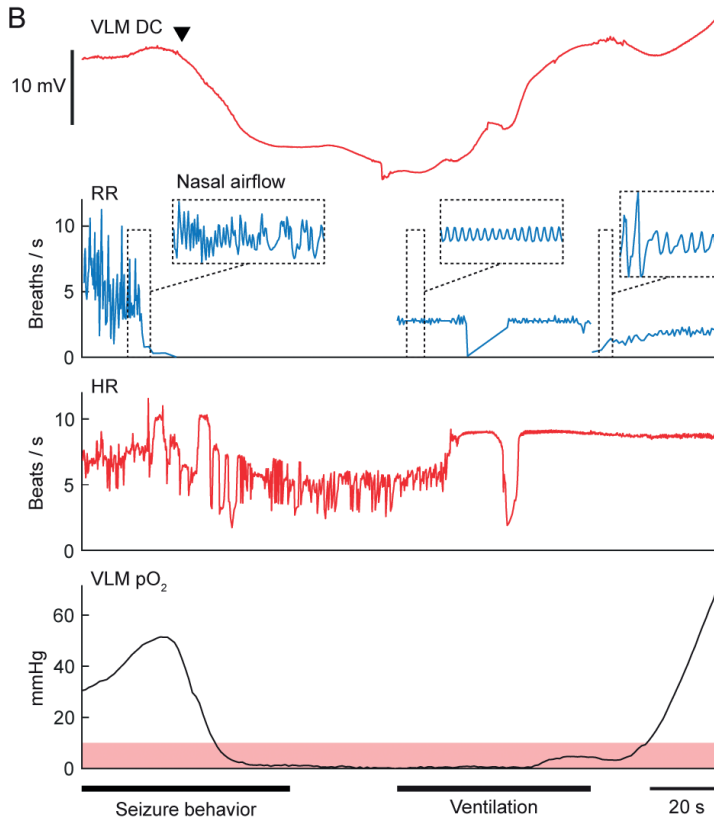 B
VLM DC
10 mV
RR
Nasal airflow
Breaths / s
10
5
0
HR
Beats / s
10
5
0
VLM pO₂
mmHg
60
40
20
0
Seizure behavior
Ventilation
20 s